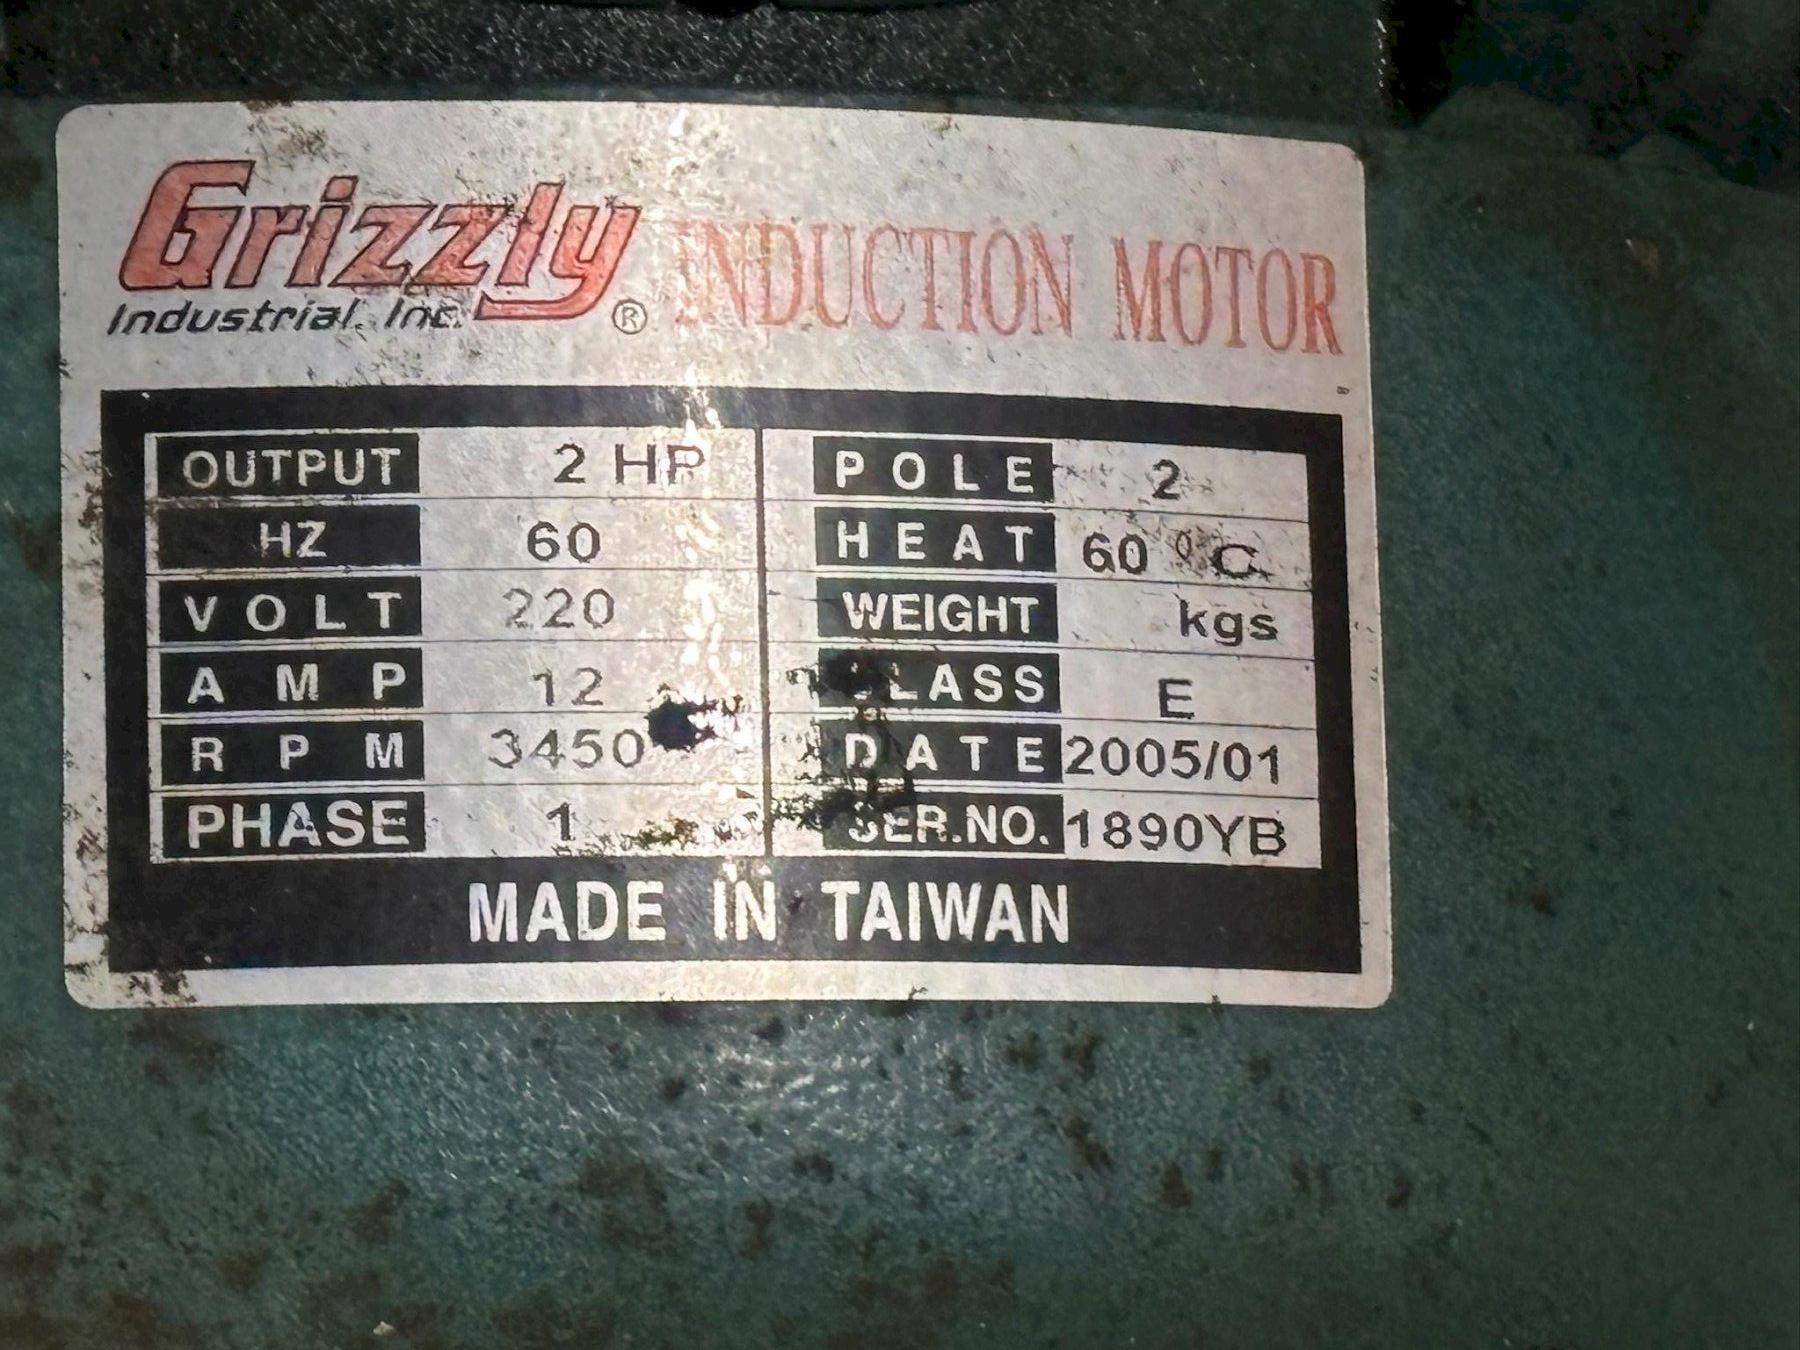 Grizzly
Industrial, Inc. ®
INDUCTION MOTOR
OUTPUT 2 HP
HZ 60
VOLT 220
AMP 12
RPM 3450
PHASE 1
POLE 2
HEAT 60 °C
WEIGHT kgs
CLASS E
DATE 2005/01
SER.NO. 1890YB
MADE IN TAIWAN